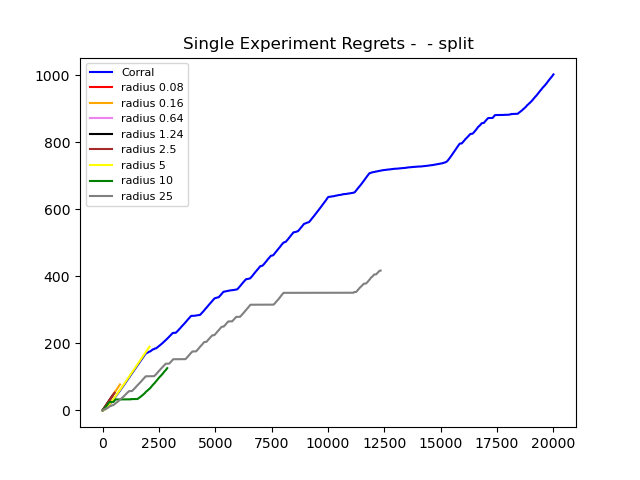 Single Experiment Regrets -  - split
Corral
radius 0.08
radius 0.16
radius 0.64
radius 1.24
radius 2.5
radius 5
radius 10
radius 25
1000
800
600
400
200
0
0 2500 5000 7500 10000 12500 15000 17500 20000